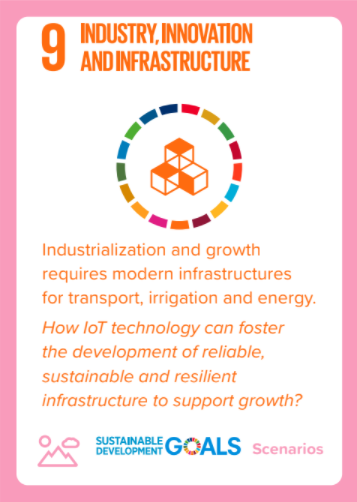 9 INDUSTRY, INNOVATION
AND INFRASTRUCTURE
Industrialization and growth
requires modern infrastructures
for transport, irrigation and energy.
How IoT technology can foster
the development of reliable,
sustainable and resilient
infrastructure to support growth?
SUSTAINABLE
DEVELOPMENT GOALS Scenarios